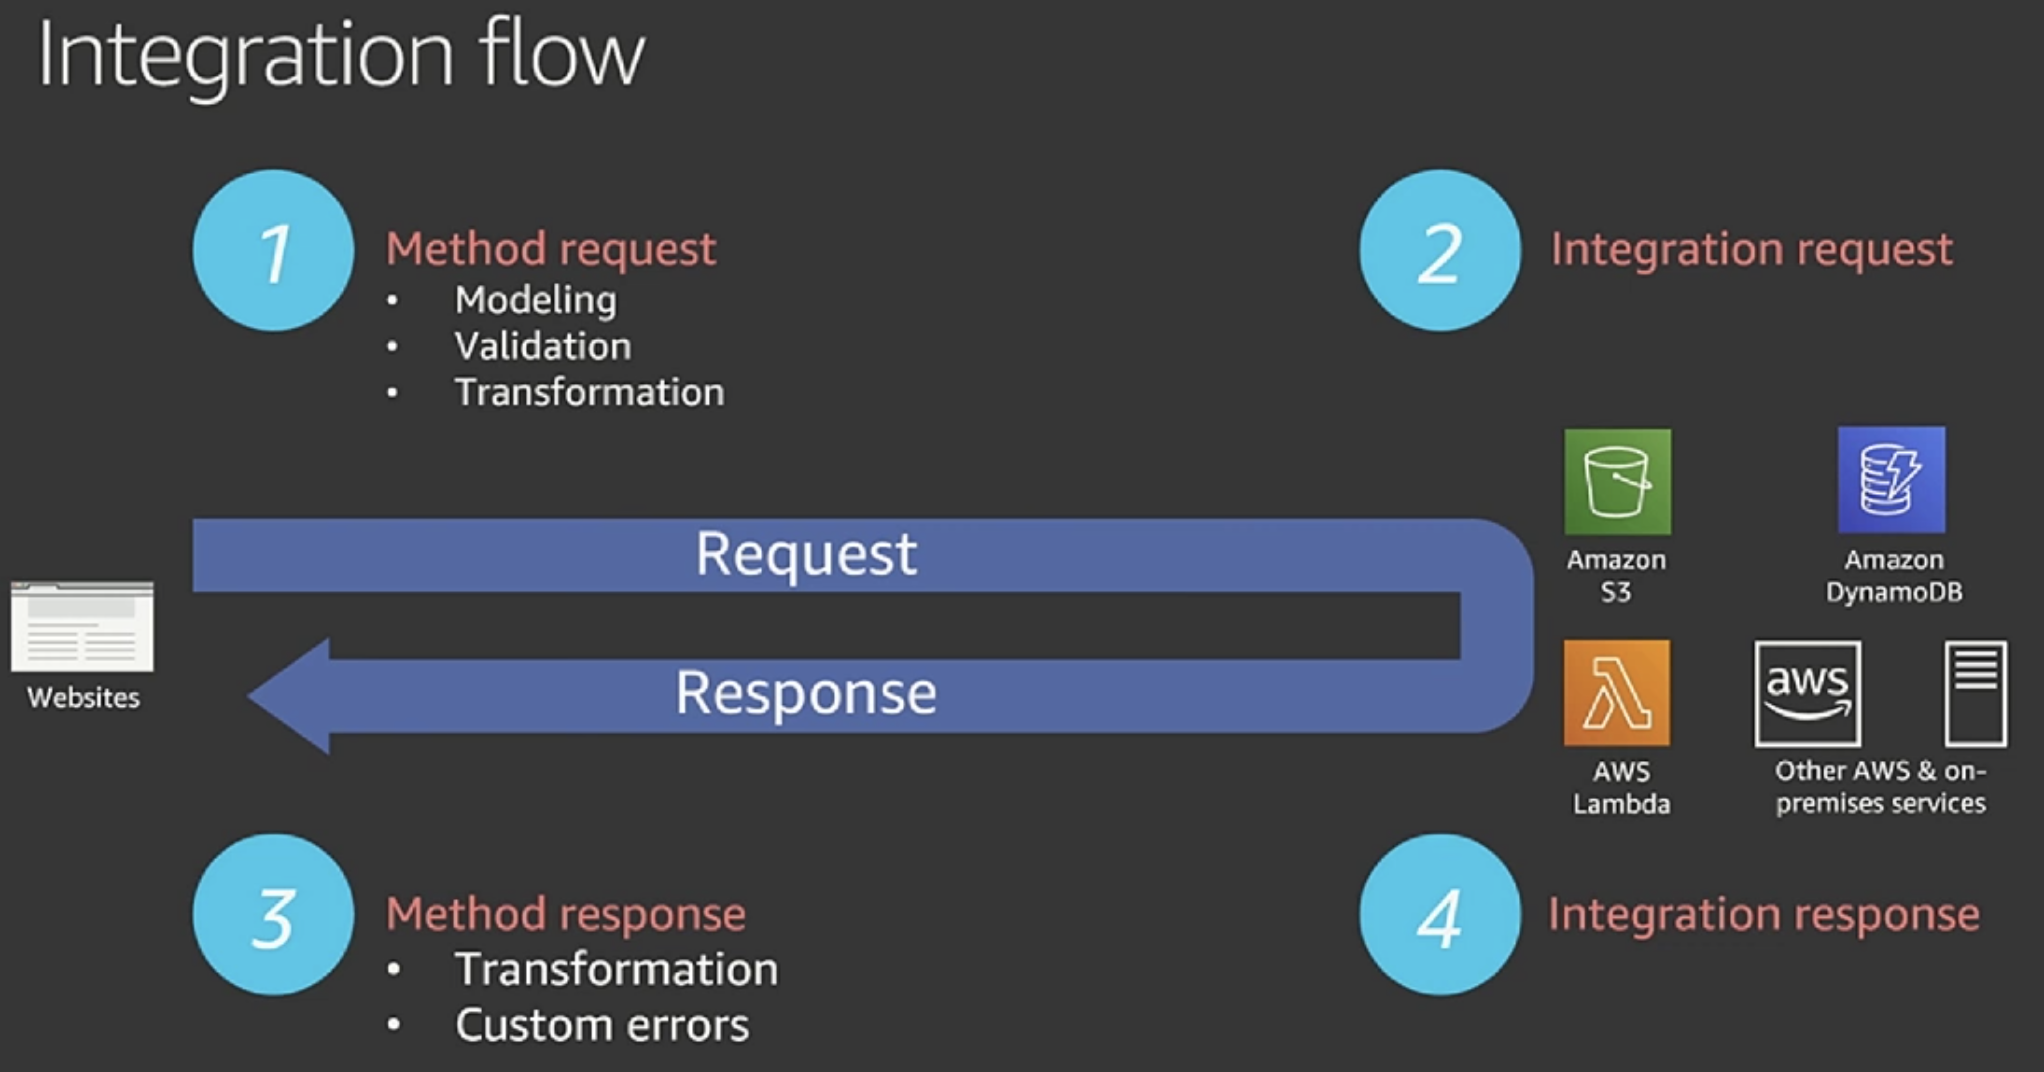 Integration flow
1
Method request
• Modeling
• Validation
• Transformation
2
Integration request
Request
Response
Websites
Amazon
S3
Amazon
DynamoDB
AWS
Lambda
aws
Other AWS & on-
premises services
3
Method response
• Transformation
• Custom errors
4
Integration response